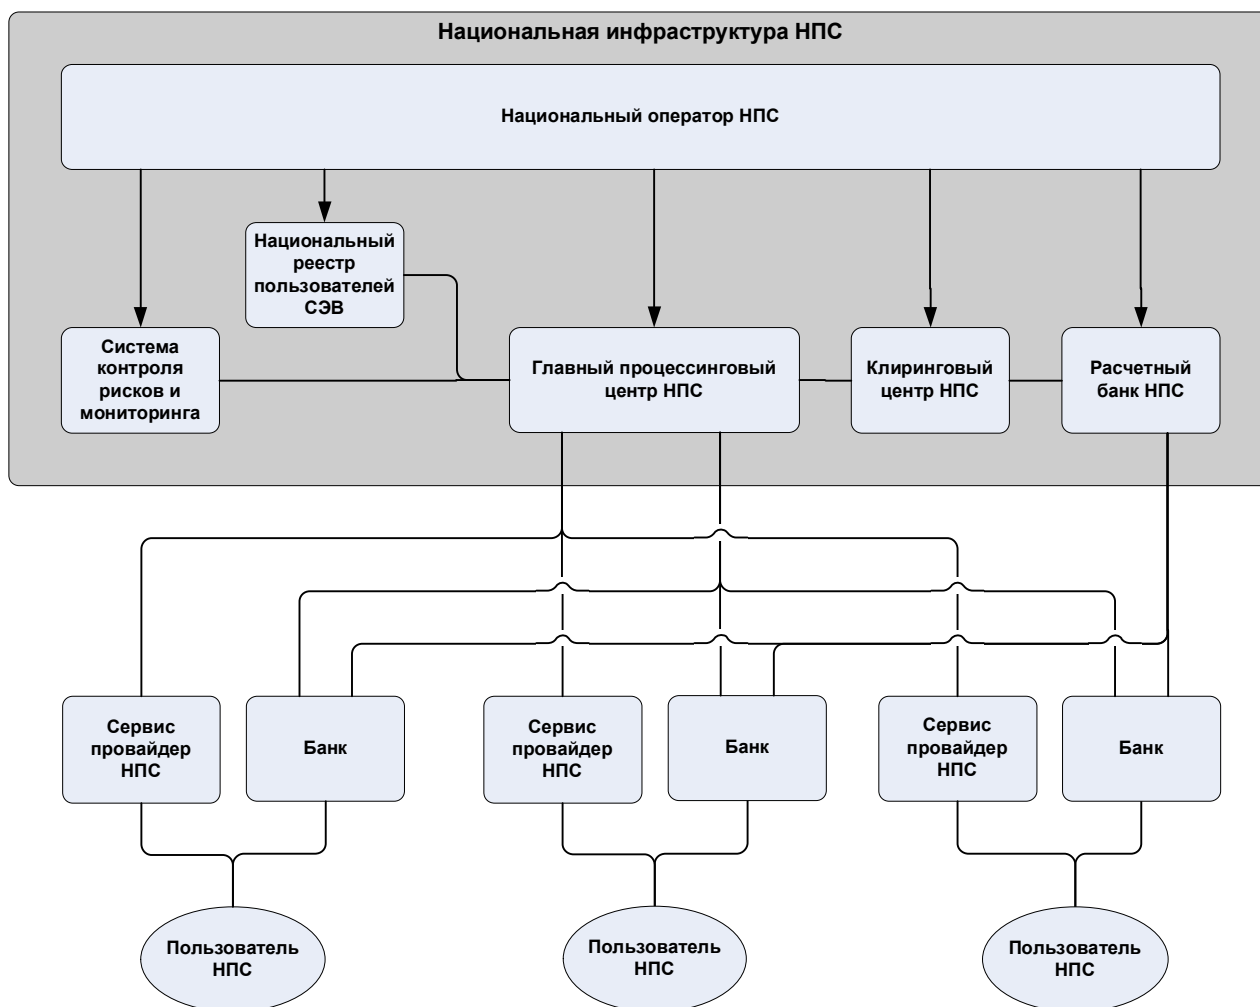 Национальная инфраструктура НПС
Национальный оператор НПС
Национальный
реестр
пользователей
СЭВ
Система
контроля
рисков и
мониторинга
Главный процессинговый
центр НПС
Клиринговый
центр НПС
Расчетный
банк НПС
Сервис
провайдер
НПС
Банк
Сервис
провайдер
НПС
Банк
Сервис
провайдер
НПС
Банк
Пользователь
НПС
Пользователь
НПС
Пользователь
НПС